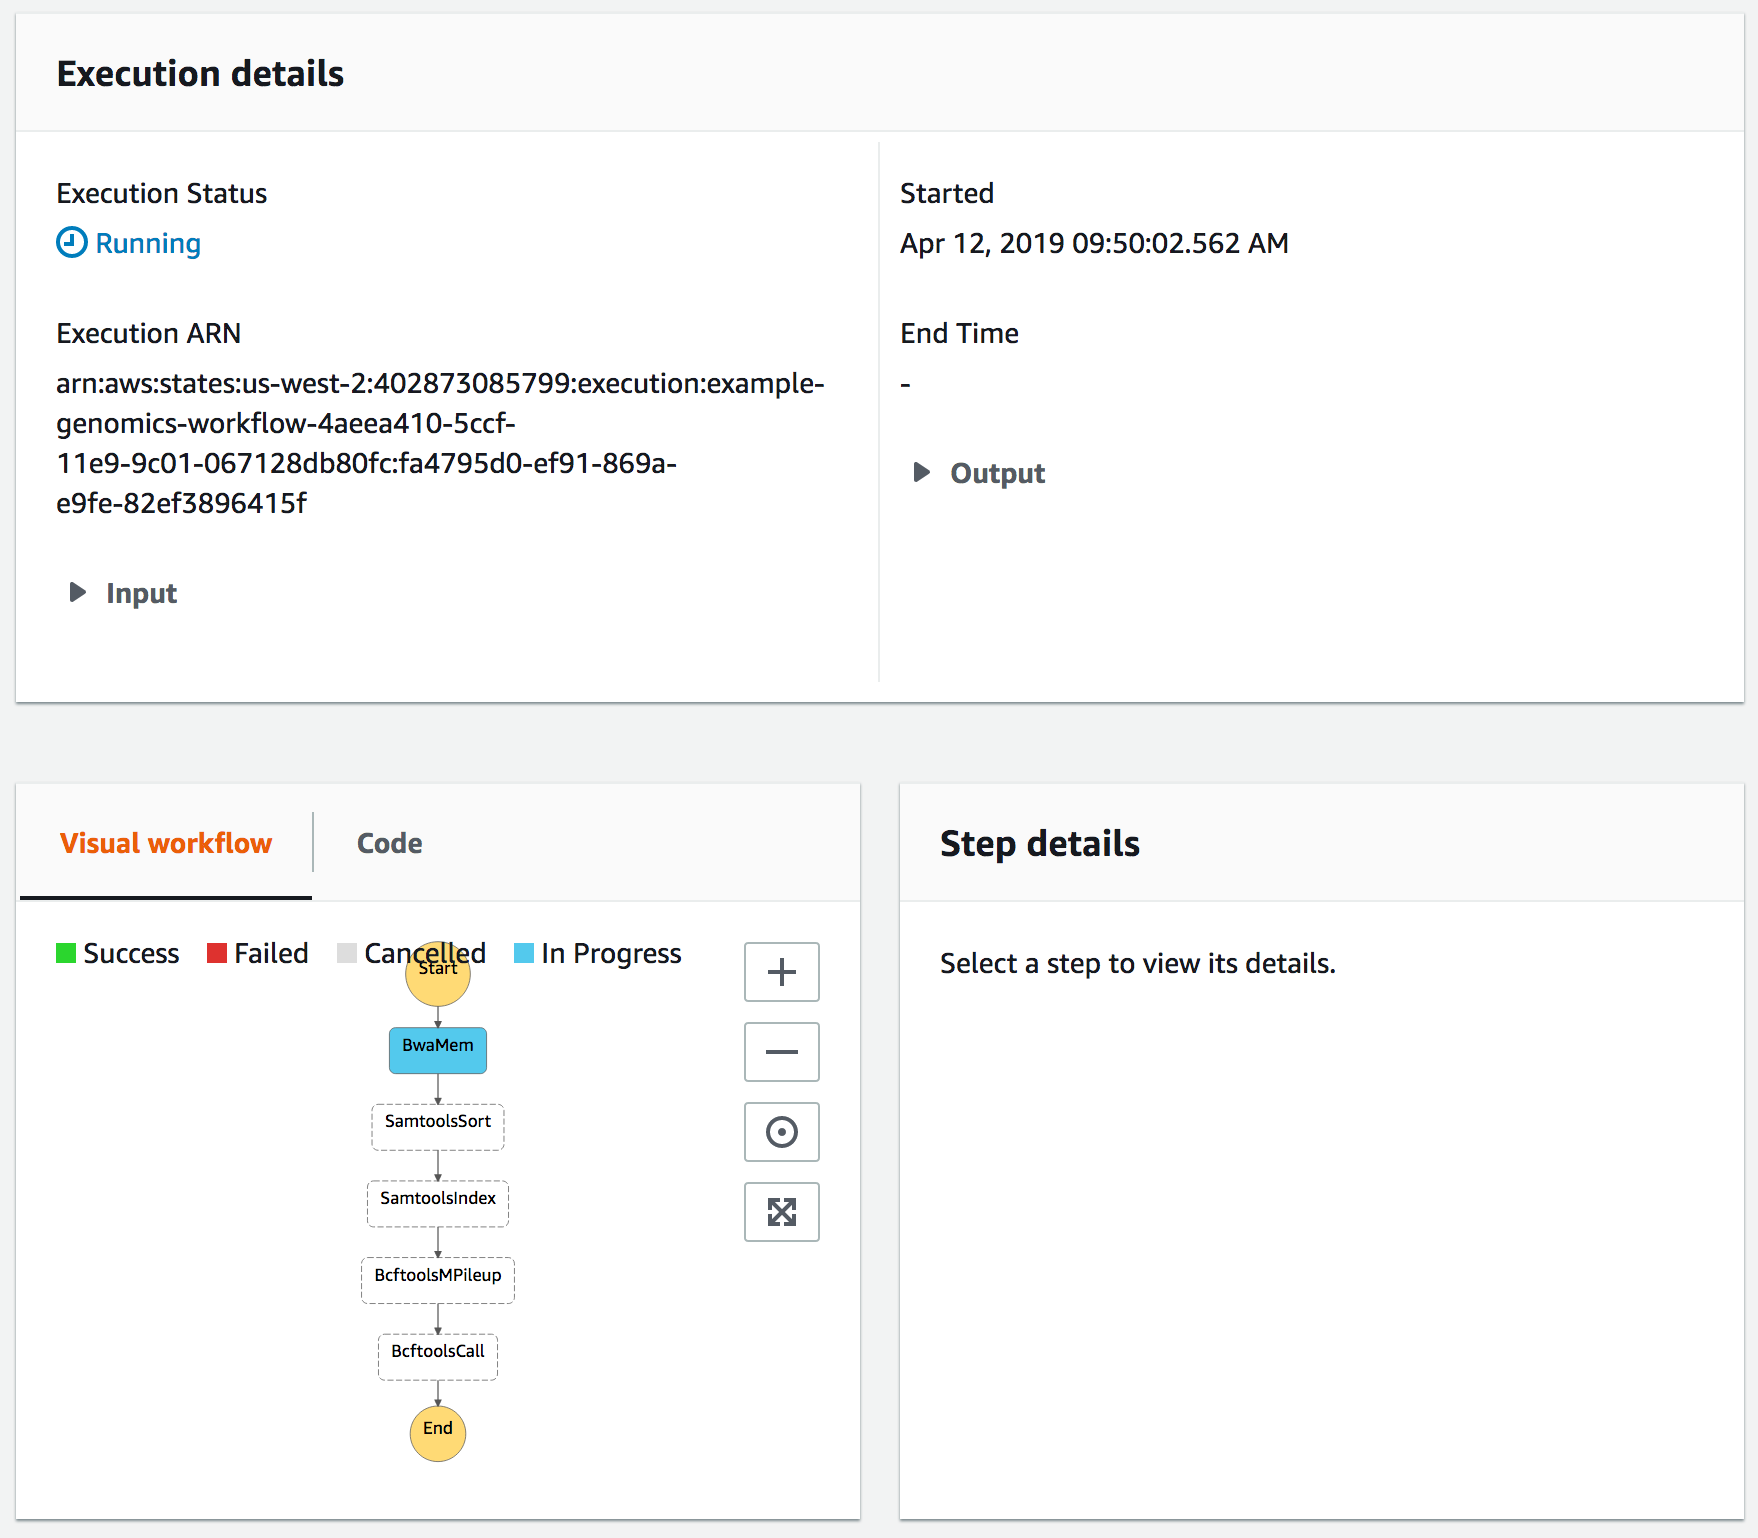 Execution details
Execution Status
Running
Execution ARN
arn:aws:states:us-west-2:402873085799:execution:example-
genomics-workflow-4aeea410-5ccf-
11e9-9c01-067128db80fc:fa4795d0-ef91-869a-
e9fe-82ef3896415f
Input
Started
Apr 12, 2019 09:50:02.562 AM
End Time
-
Output
Visual workflow
Code
Success
Failed
Cancelled
In Progress
Start
BwaMem
SamtoolsSort
SamtoolsIndex
BcftoolsMPileup
BcftoolsCall
End
Step details
Select a step to view its details.